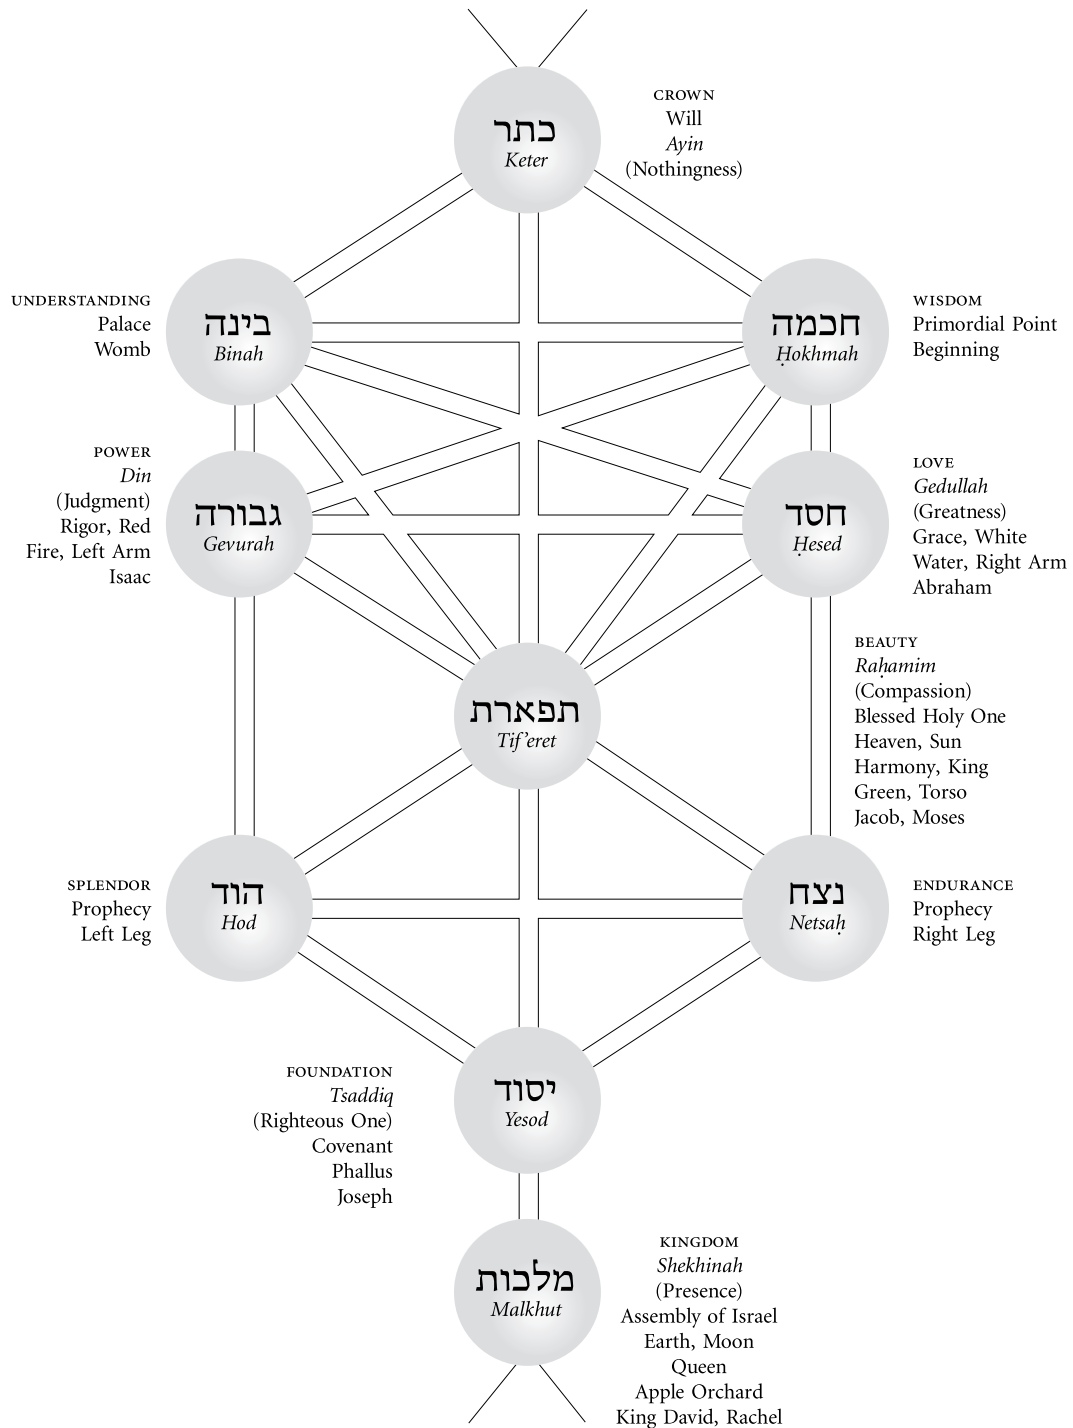 כתר
Keter
CROWN
Will
Ayin
(Nothingness)
UNDERSTANDING
Palace
Womb
בינה
Binah
חכמה
Ḥokhmah
WISDOM
Primordial Point
Beginning
POWER
Din
(Judgment)
Rigor, Red
Fire, Left Arm
Isaac
גבורה
Gevurah
חסד
Ḥesed
LOVE
Gedullah
(Greatness)
Grace, White
Water, Right Arm
Abraham
תפארת
Tif’eret
BEAUTY
Raḥamim
(Compassion)
Blessed Holy One
Heaven, Sun
Harmony, King
Green, Torso
Jacob, Moses
SPLENDOR
Prophecy
Left Leg
הוד
Hod
נצח
Netsaḥ
ENDURANCE
Prophecy
Right Leg
FOUNDATION
Tsaddiq
(Righteous One)
Covenant
Phallus
Joseph
יסוד
Yesod
מלכות
Malkhut
KINGDOM
Shekhinah
(Presence)
Assembly of Israel
Earth, Moon
Queen
Apple Orchard
King David, Rachel